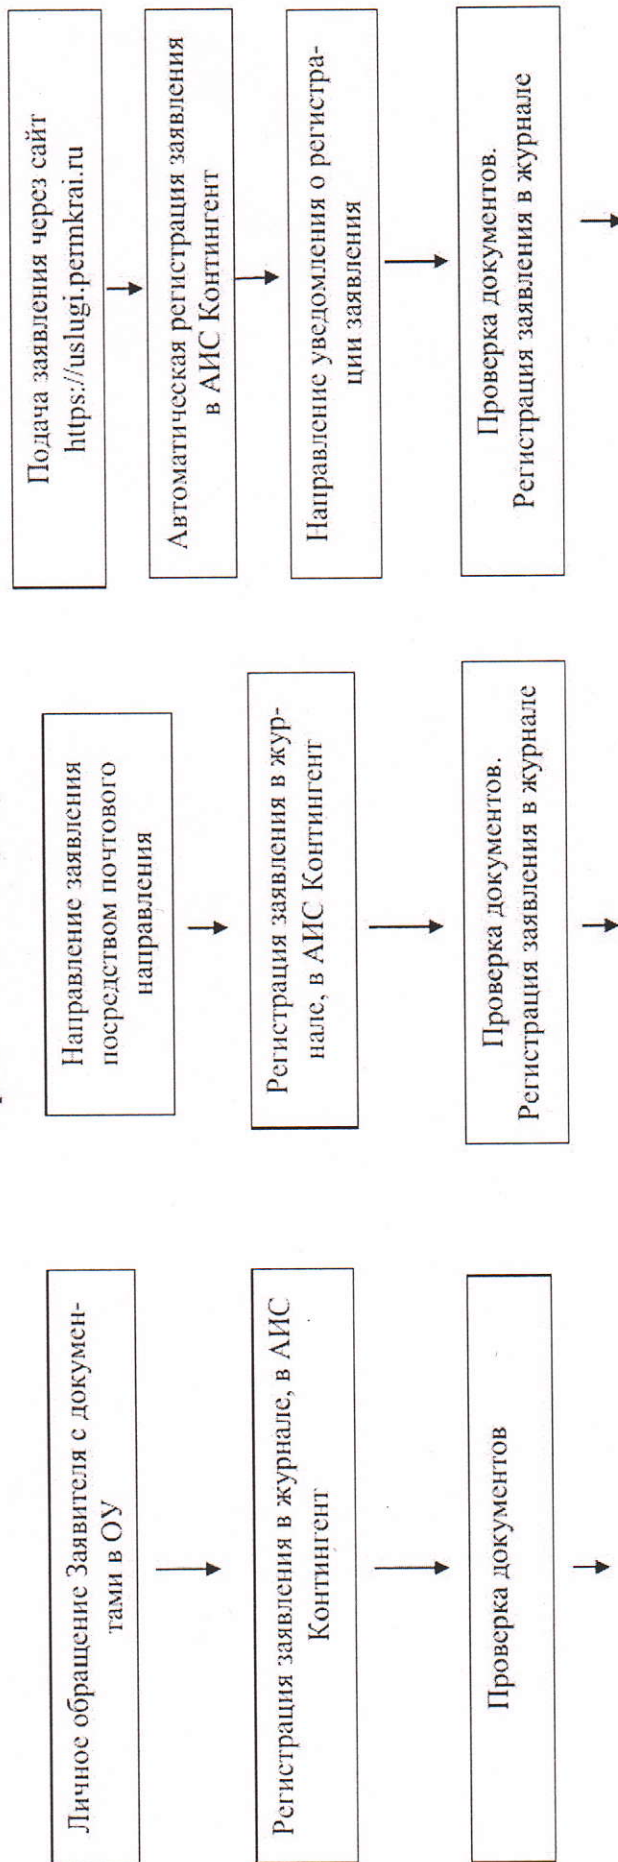 Личное обращение Заявителя с докумен-
тами в ОУ
Регистрация заявления в журнале, в АИС
Контингент
Проверка документов
Направление заявления
посредством почтового
направления
Регистрация заявления в жур-
нале, в АИС Контингент
Проверка документов.
Регистрация заявления в журнале
Подача заявления через сайт
https://uslugi.permkrai.ru
Автоматическая регистрация заявления
в АИС Контингент
Направление уведомления о регистра-
ции заявления
Проверка документов.
Регистрация заявления в журнале